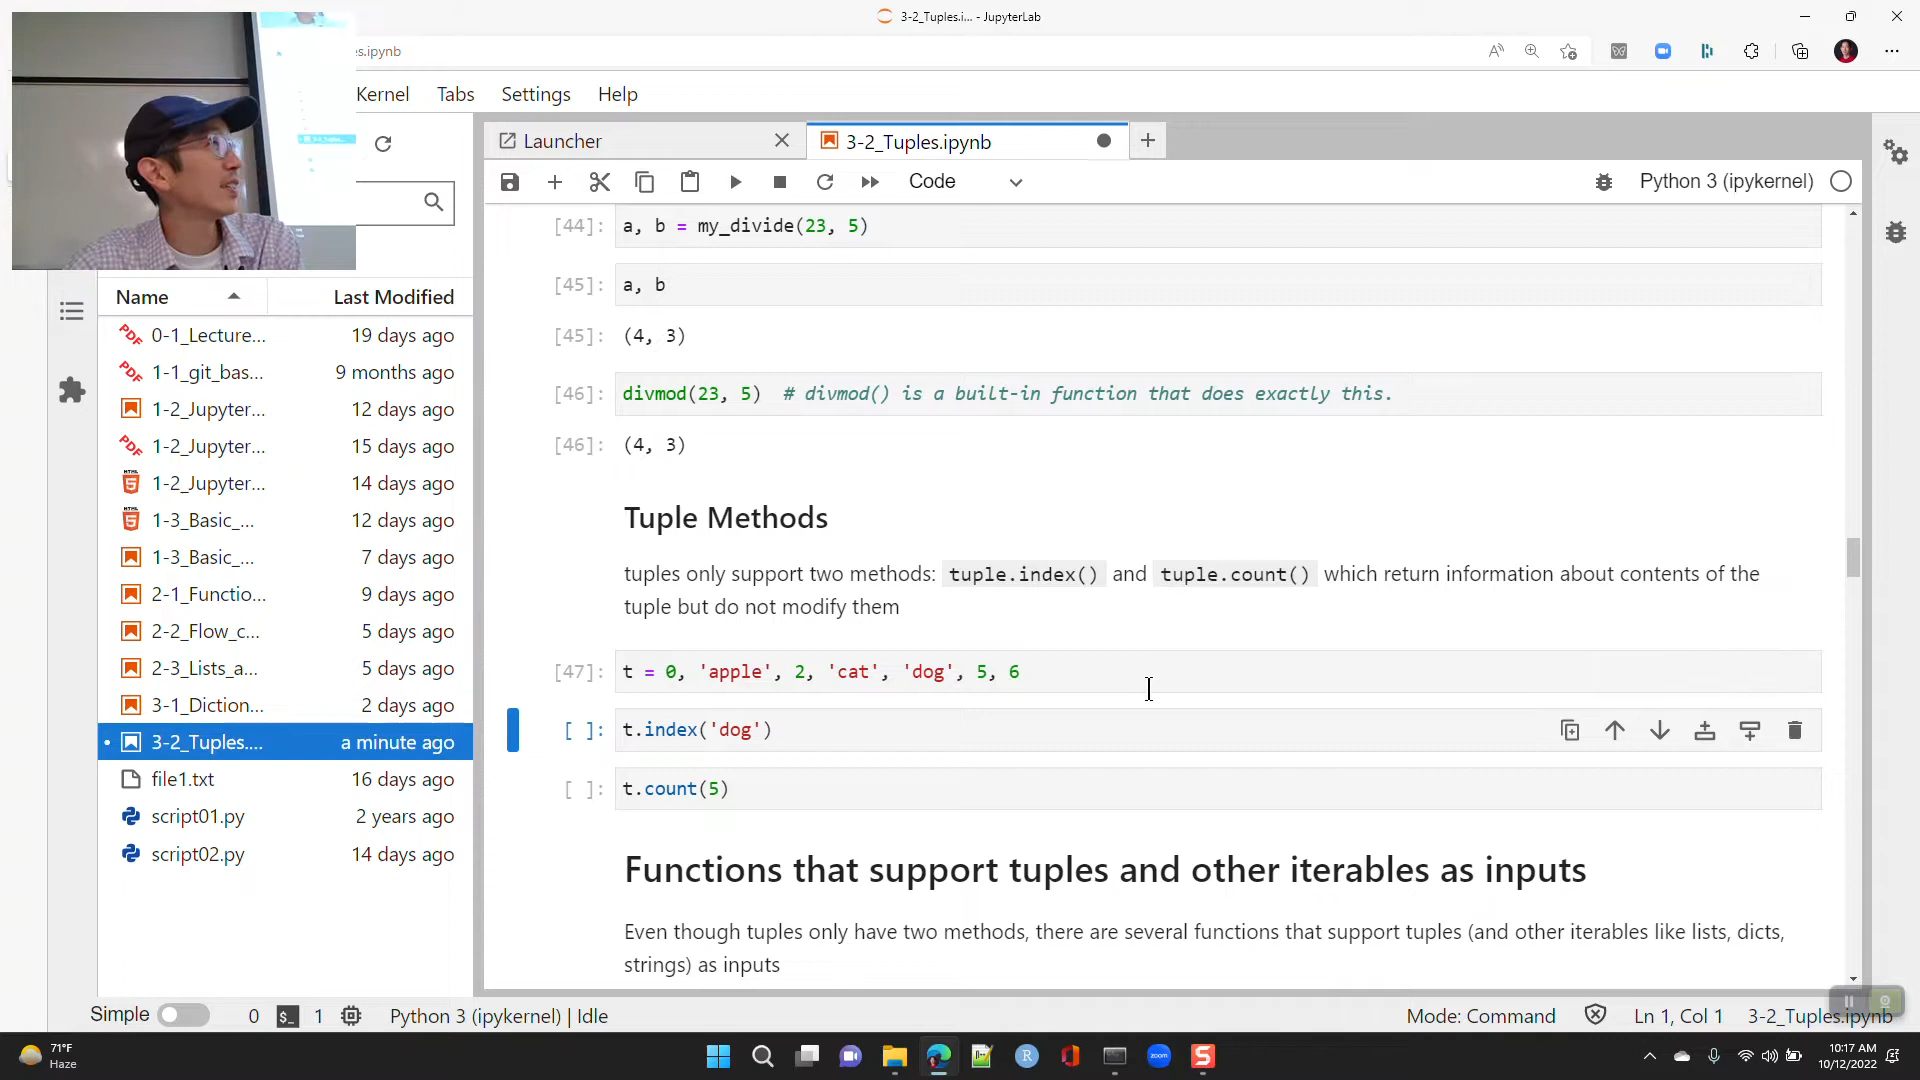 3-2_Tuples.i... - JupyterLab
es.ipynb
Kernel Tabs Settings Help
Launcher
3-2_Tuples.ipynb
Code
Python 3 (ipykernel)
[44]: a, b = my_divide(23, 5)
[45]: a, b
[45]: (4, 3)
[46]: divmod(23, 5) # divmod() is a built-in function that does exactly this.
[46]: (4, 3)
Tuple Methods
tuples only support two methods: tuple.index() and tuple.count() which return information about contents of the
tuple but do not modify them
[47]: t = 0, 'apple', 2, 'cat', 'dog', 5, 6
[ ]: t.index('dog')
[ ]: t.count(5)
Functions that support tuples and other iterables as inputs
Even though tuples only have two methods, there are several functions that support tuples (and other iterables like lists, dicts,
strings) as inputs
Name Last Modified
0-1_Lecture... 19 days ago
1-1_git_bas... 9 months ago
1-2_Jupyter... 12 days ago
1-2_Jupyter... 15 days ago
1-2_Jupyter... 14 days ago
1-3_Basic_... 12 days ago
1-3_Basic_... 7 days ago
2-1_Functio... 9 days ago
2-2_Flow_c... 5 days ago
2-3_Lists_a... 5 days ago
3-1_Diction... 2 days ago
3-2_Tuples.... a minute ago
file1.txt 16 days ago
script01.py 2 years ago
script02.py 14 days ago
Simple 0 $_ 1 Python 3 (ipykernel) | Idle
Mode: Command Ln 1, Col 1 3-2_Tuples.ipynb
71°F
Haze
10:17 AM
10/12/2022